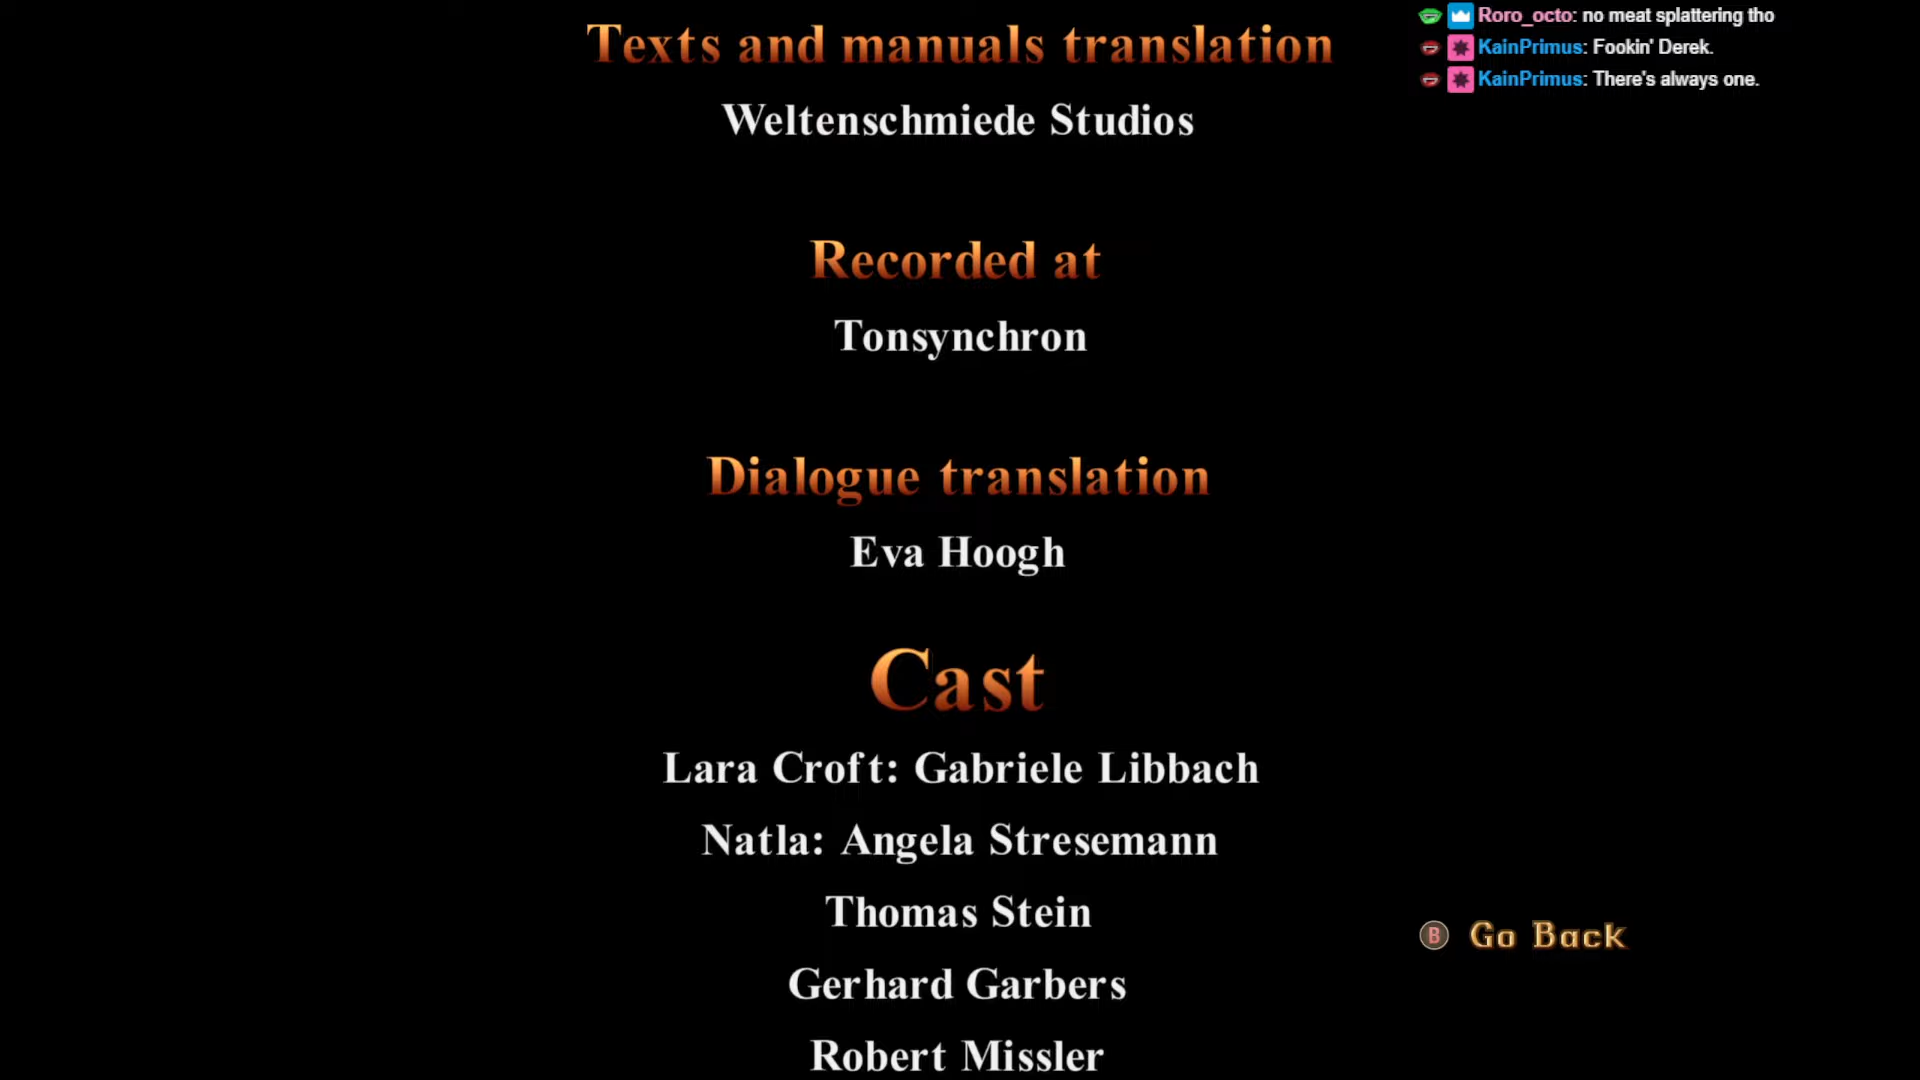 Texts and manuals translation
Weltenschmiede Studios
Recorded at
Tonsynchron
Dialogue translation
Eva Hoogh
Cast
Lara Croft: Gabriele Libbach
Natla: Angela Stresemann
Thomas Stein
Gerhard Garbers
Robert Missler
Roro_octo: no meat splattering tho
KainPrimus: Fookin' Derek.
KainPrimus: There's always one.
B Go Back